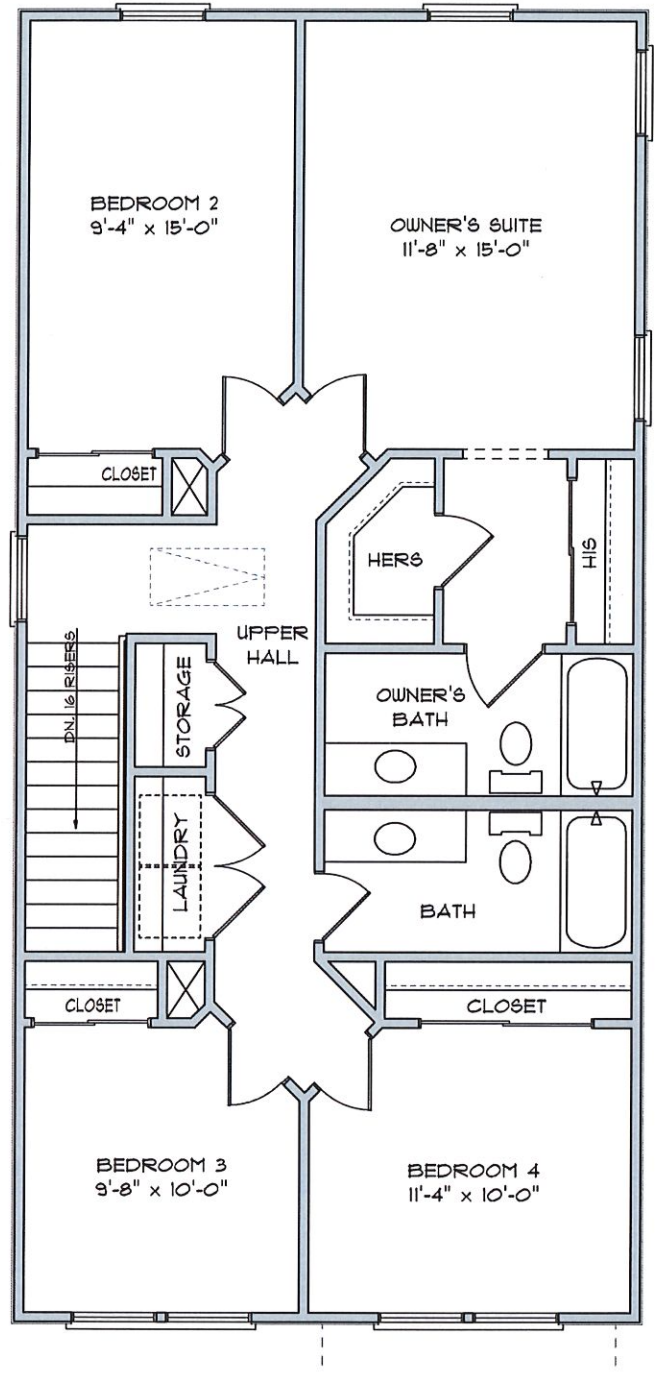 BEDROOM 2
9'-4" x 15'-0"
OWNER'S SUITE
11'-8" x 15'-0"
CLOSET
HERS
HIS
UPPER
HALL
DN. 16 RISERS
STORAGE
OWNER'S
BATH
LAUNDRY
BATH
CLOSET
CLOSET
BEDROOM 3
9'-8" x 10'-0"
BEDROOM 4
11'-4" x 10'-0"